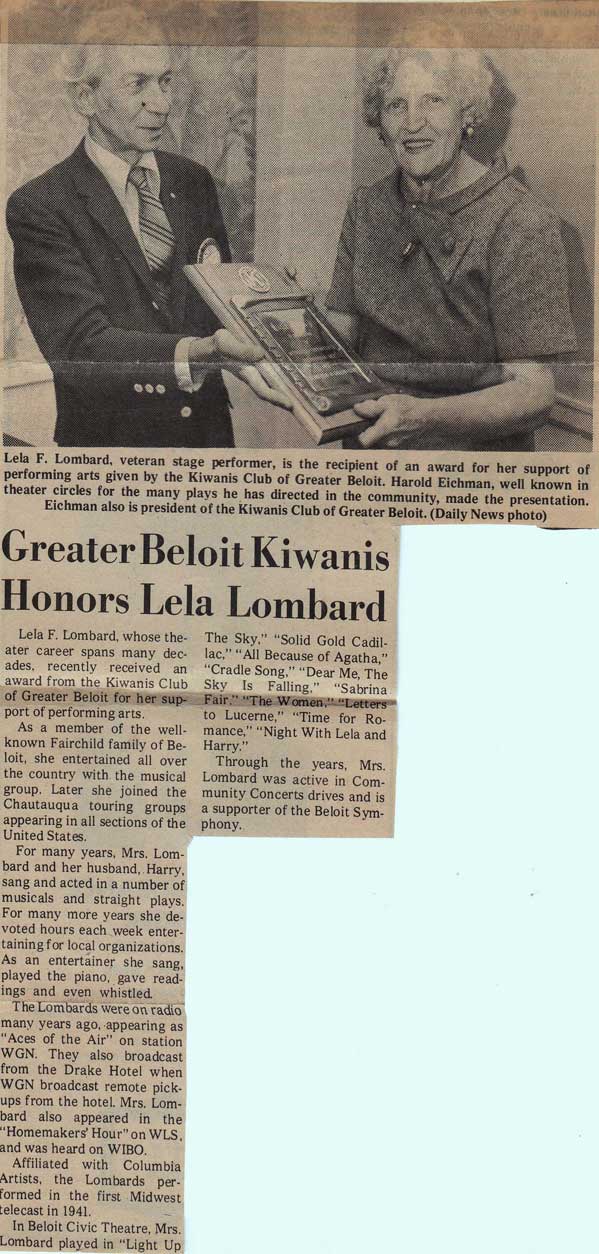 Lela F. Lombard, veteran stage performer, is the recipient of an award for her support of
performing arts given by the Kiwanis Club of Greater Beloit. Harold Eichman, well known in
theater circles for the many plays he has directed in the community, made the presentation.
Eichman also is president of the Kiwanis Club of Greater Beloit. (Daily News photo)
Greater Beloit Kiwanis
Honors Lela Lombard
Lela F. Lombard, whose the-
ater career spans many dec-
ades, recently received an
award from the Kiwanis Club
of Greater Beloit for her sup-
port of performing arts.
As a member of the well-
known Fairchild family of Be-
loit, she entertained all over
the country with the musical
group. Later she joined the
Chautauqua touring groups
appearing in all sections of the
United States.
For many years, Mrs. Lom-
bard and her husband, Harry,
sang and acted in a number of
musicals and straight plays.
For many more years she de-
voted hours each week enter-
taining for local organizations.
As an entertainer she sang,
played the piano, gave read-
ings and even whistled.
The Lombards were on radio
many years ago, appearing as
"Aces of the Air" on station
WGN. They also broadcast
from the Drake Hotel when
WGN broadcast remote pick-
ups from the hotel. Mrs. Lom-
bard also appeared in the
"Homemakers' Hour" on WLS,
and was heard on WIBO.
Affiliated with Columbia
Artists, the Lombards per-
formed in the first Midwest
telecast in 1941.
In Beloit Civic Theatre, Mrs.
Lombard played in "Light Up
The Sky," "Solid Gold Cadil-
lac," "All Because of Agatha,"
"Cradle Song," "Dear Me, The
Sky Is Falling," "Sabrina
Fair," "The Women," "Letters
to Lucerne," "Time for Ro-
mance," "Night With Lela and
Harry."
Through the years, Mrs.
Lombard was active in Com-
munity Concerts drives and is
a supporter of the Beloit Sym-
phony.